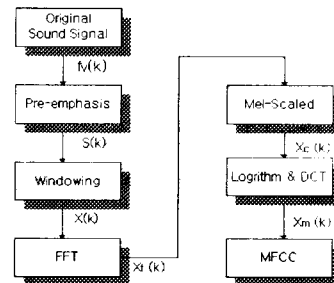 Original
Sound Signal
fv(k)
Pre-emphasis
S(k)
Windowing
X(k)
FFT
Xf(k)
Mel-Scaled
Xc(k)
Logrithm & DCT
Xm(k)
MFCC